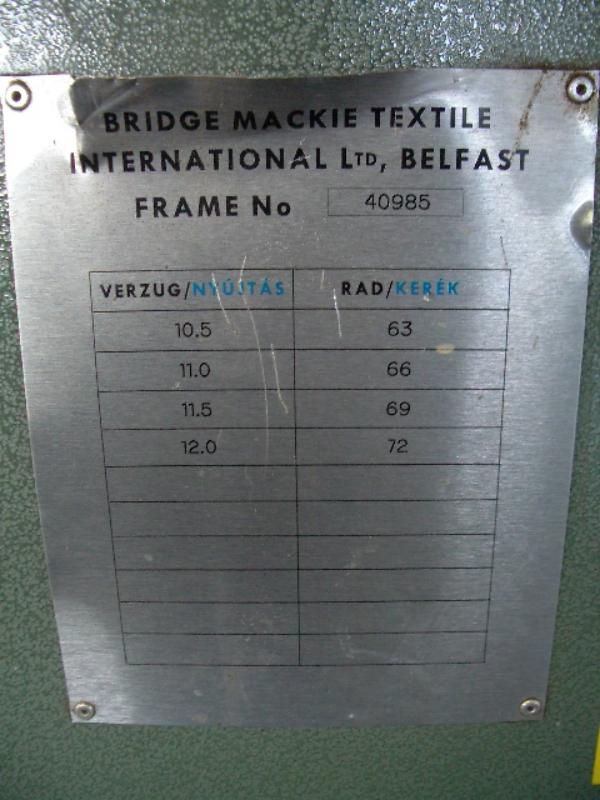 BRIDGE MACKIE TEXTILE
INTERNATIONAL LTD, BELFAST
FRAME No 40985
VERZUG/NYÚJTÁS RAD/KERÉK
10.5 63
11.0 66
11.5 69
12.0 72